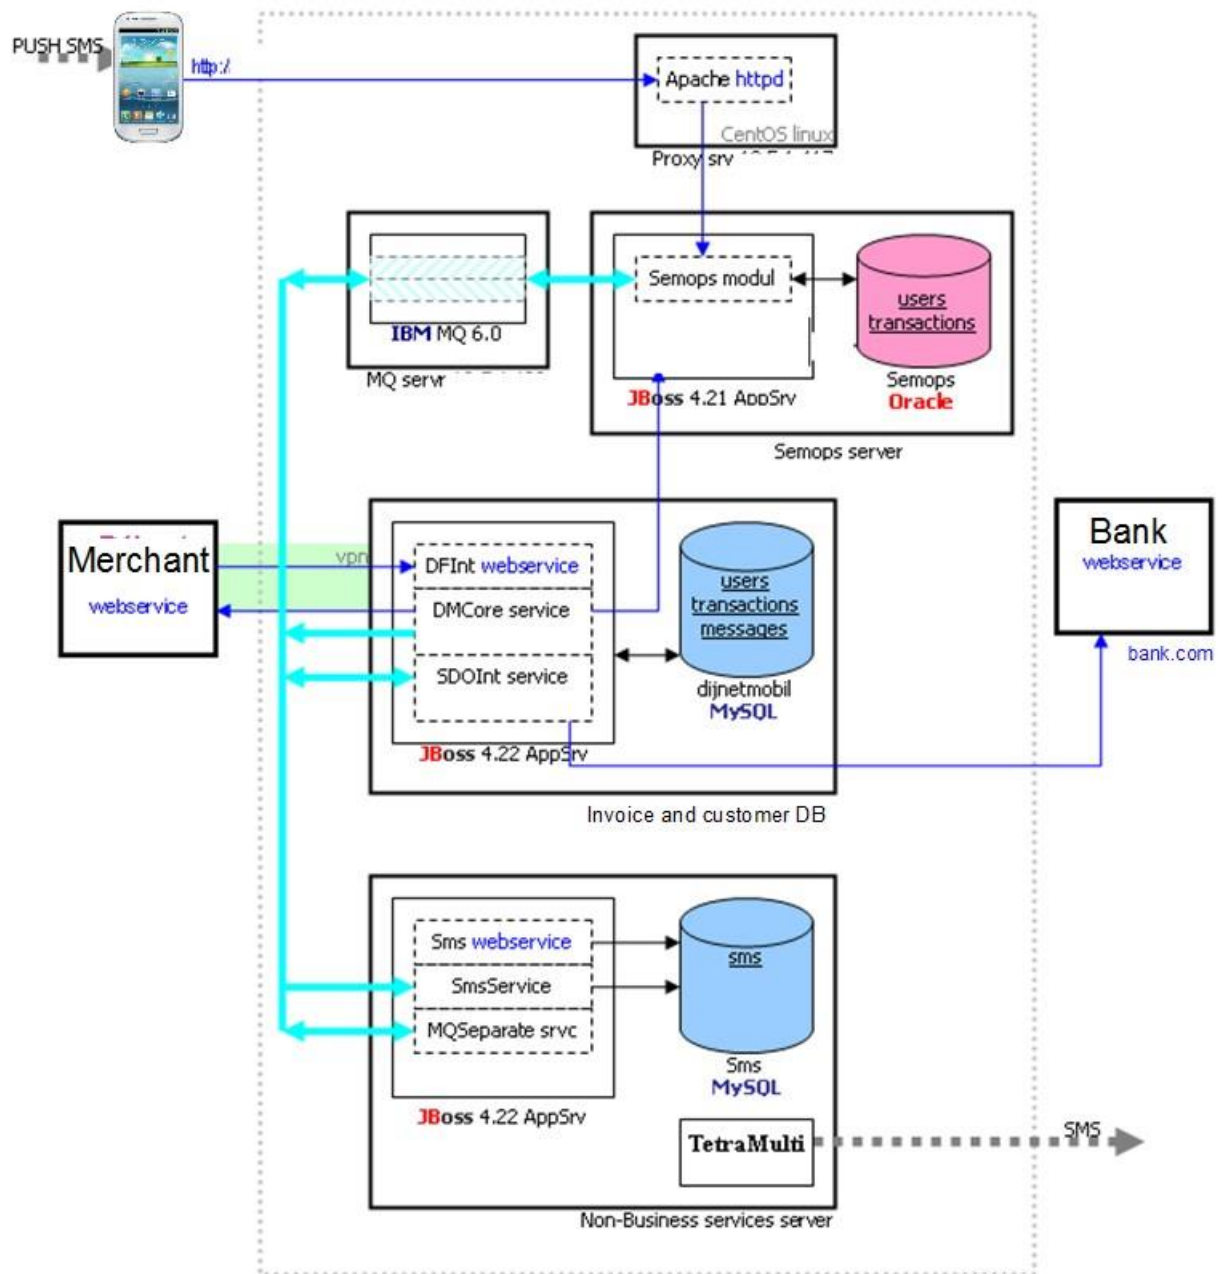 PUSH SMS
http:/
Apache httpd
CentOS linux
Proxy srv
Semops modul
users
transactions
IBM MQ 6.0
MQ servr
JBoss 4.21 AppSrv
Semops
Oracle
Semops server
Merchant
webservice
vpn
DFInt webservice
DMCore service
SDOInt service
users
transactions
messages
dijnetmobil
MySQL
JBoss 4.22 AppSrv
Bank
webservice
bank.com
Invoice and customer DB
Sms webservice
SmsService
MQSeparate srvc
sms
Sms
MySQL
JBoss 4.22 AppSrv
TetraMulti
SMS
Non-Business services server